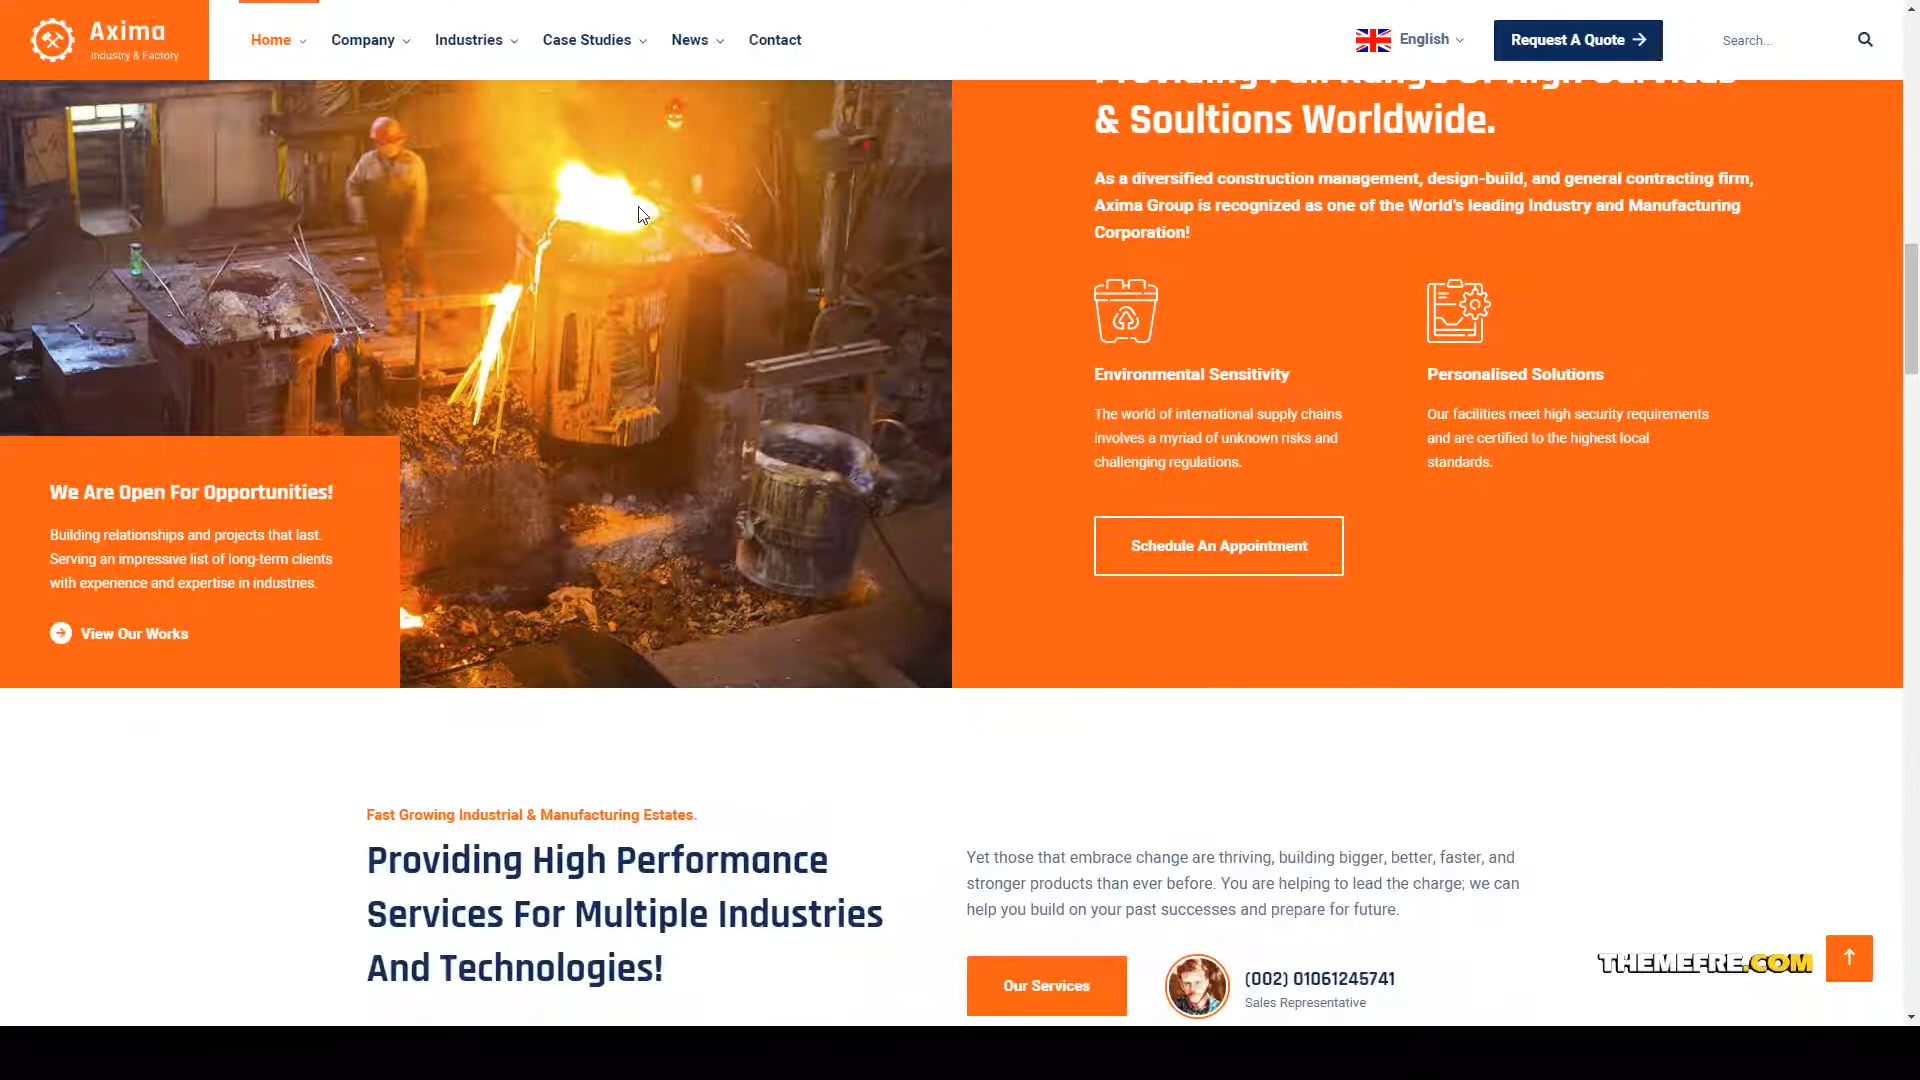 Axima
Industry & Factory
Home
Company
Industries
Case Studies
News
Contact
English
Request A Quote
Search...
Providing Full Range Of High Services
& Soultions Worldwide.
As a diversified construction management, design-build, and general contracting firm,
Axima Group is recognized as one of the World's leading Industry and Manufacturing
Corporation!
Environmental Sensitivity
The world of international supply chains
involves a myriad of unknown risks and
challenging regulations.
Personalised Solutions
Our facilities meet high security requirements
and are certified to the highest local
standards.
Schedule An Appointment
We Are Open For Opportunities!
Building relationships and projects that last.
Serving an impressive list of long-term clients
with experience and expertise in industries.
View Our Works
Fast Growing Industrial & Manufacturing Estates.
Providing High Performance
Services For Multiple Industries
And Technologies!
Yet those that embrace change are thriving, building bigger, better, faster, and
stronger products than ever before. You are helping to lead the charge; we can
help you build on your past successes and prepare for future.
Our Services
(002) 01061245741
Sales Representative
THEMEFRE.COM